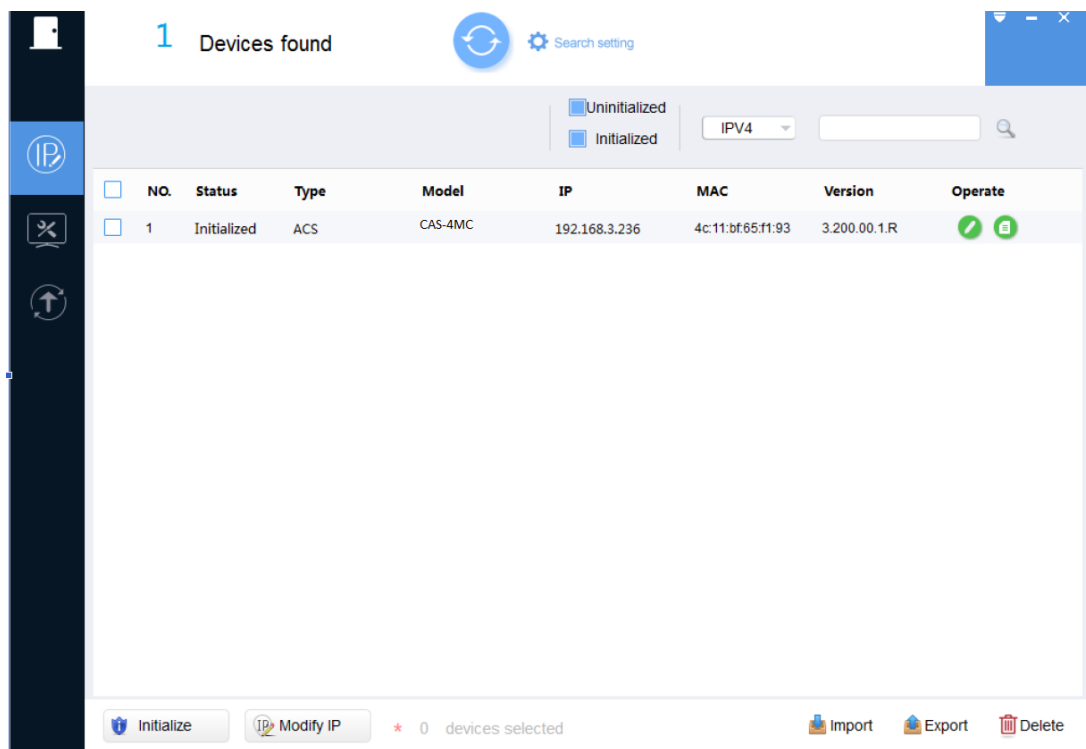 1 Devices found Search setting
Uninitialized
Initialized
IPV4
NO. Status Type Model IP MAC Version Operate
1 Initialized ACS CAS-4MC 192.168.3.236 4c:11:bf:65:f1:93 3.200.00.1.R
Initialize IP Modify IP * 0 devices selected Import Export Delete
IP